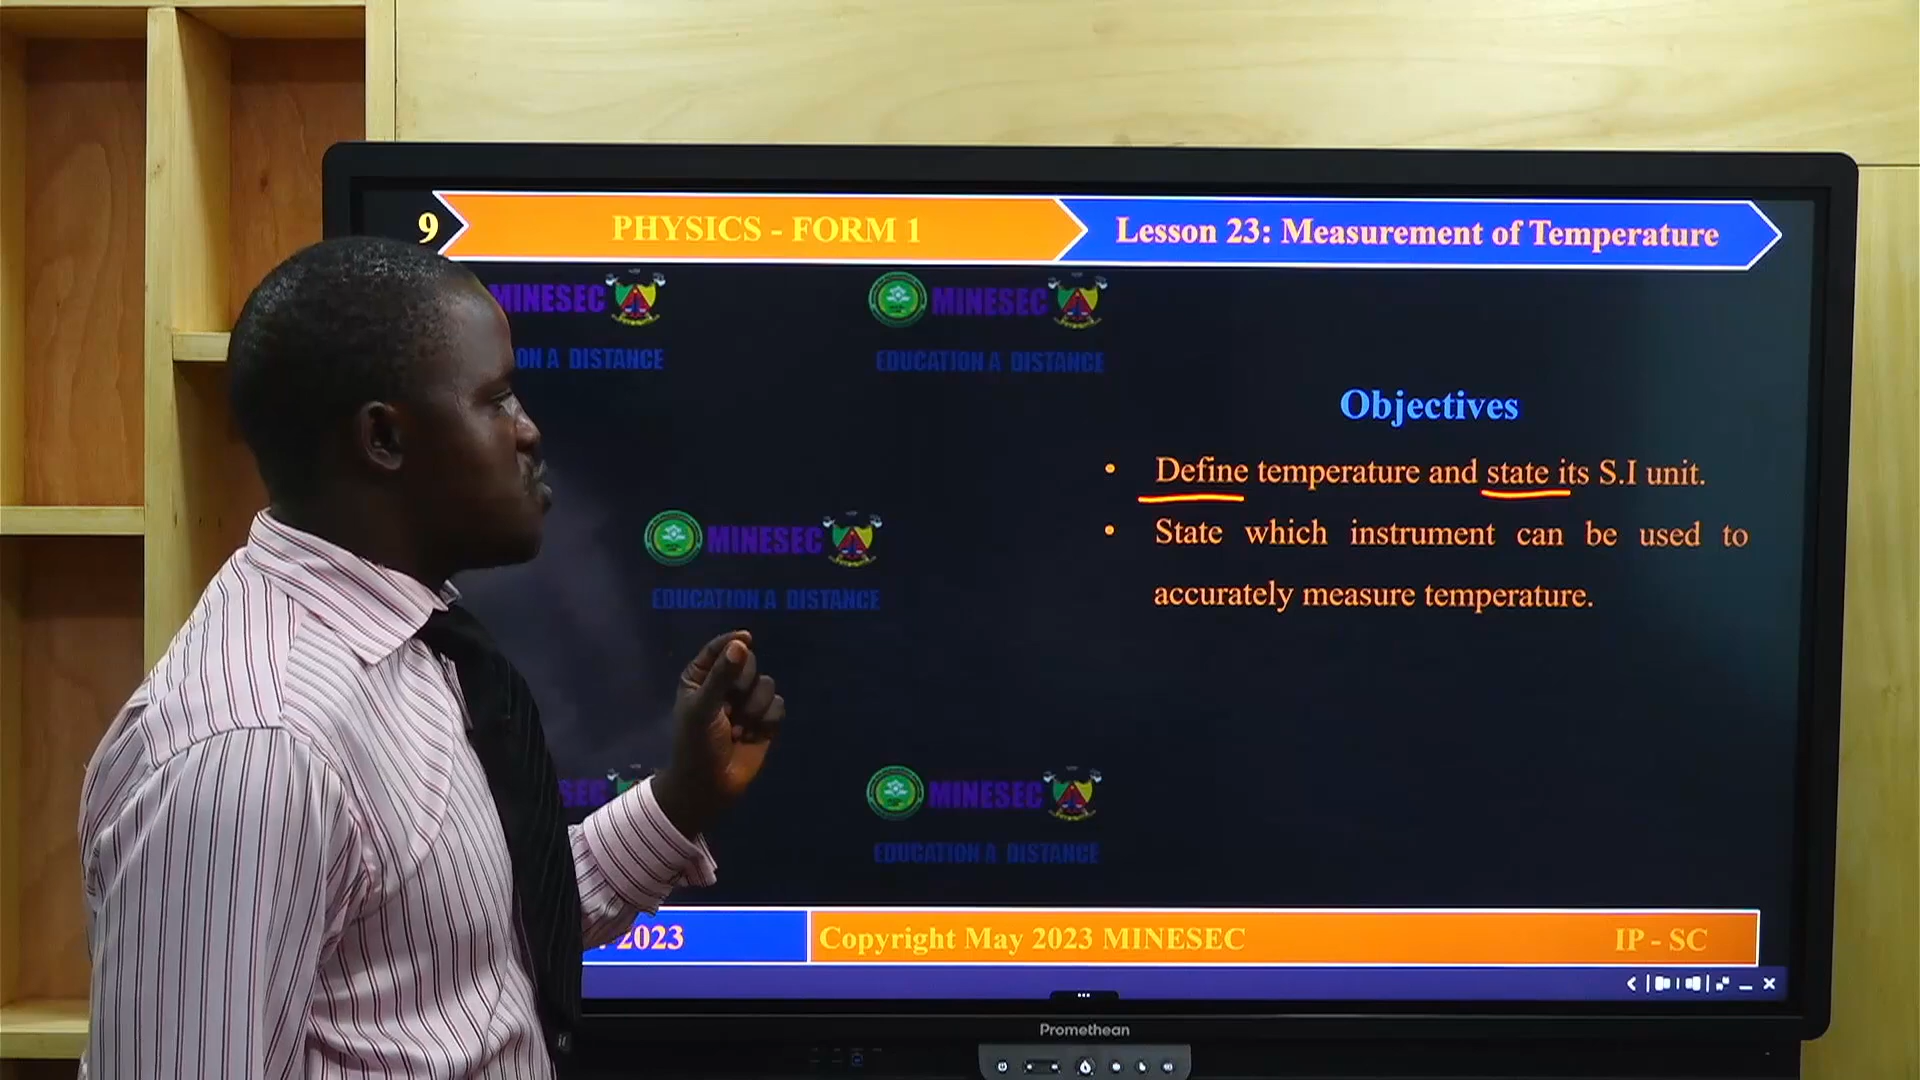 9
PHYSICS - FORM 1
Lesson 23: Measurement of Temperature
MINESEC
MINESEC
ON A DISTANCE
EDUCATION A DISTANCE
Objectives
• Define temperature and state its S.I unit.
• State which instrument can be used to
accurately measure temperature.
MINESEC
EDUCATION A DISTANCE
SEC
MINESEC
EDUCATION A DISTANCE
2023
Copyright May 2023 MINESEC
IP - SC
Promethean